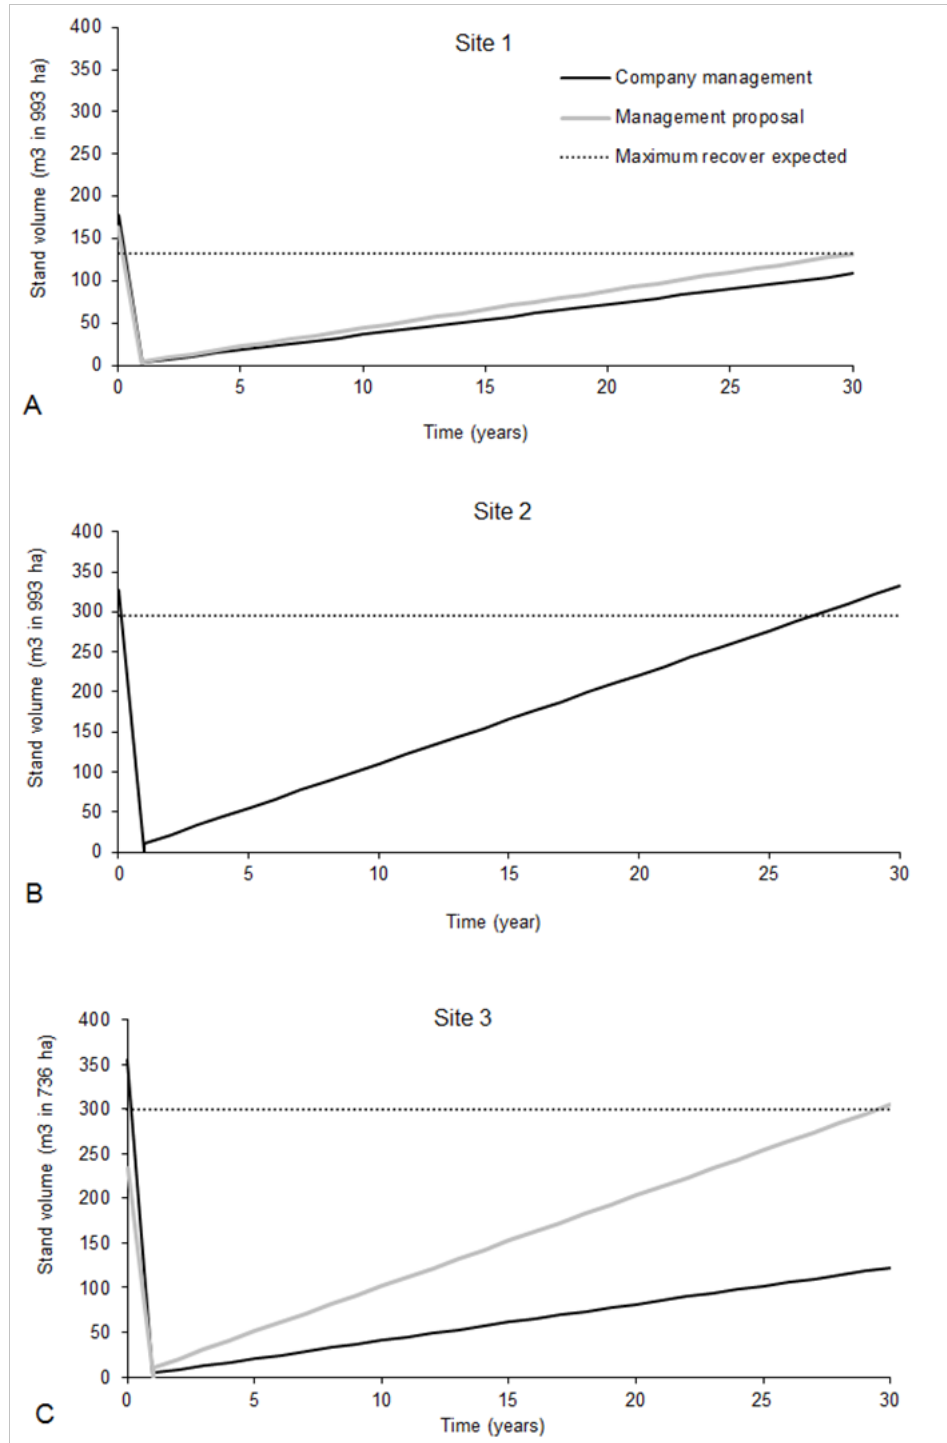 Site 1
Company management
Management proposal
Maximum recover expected
Stand volume (m3 in 993 ha)
400
350
300
250
200
150
100
50
0
0 5 10 15 20 25 30
Time (years)
A
Site 2
Stand volume (m3 in 993 ha)
400
350
300
250
200
150
100
50
0
0 5 10 15 20 25 30
Time (year)
B
Site 3
Stand volume (m3 in 736 ha)
400
350
300
250
200
150
100
50
0
0 5 10 15 20 25 30
Time (years)
C